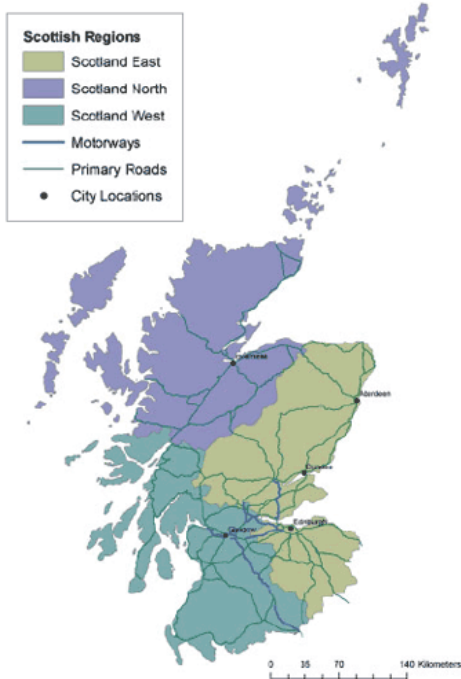 Scottish Regions
Scotland East
Scotland North
Scotland West
Motorways
Primary Roads
City Locations
Inverness
Aberdeen
Dundee
Edinburgh
Glasgow
0 35 70 140 Kilometers